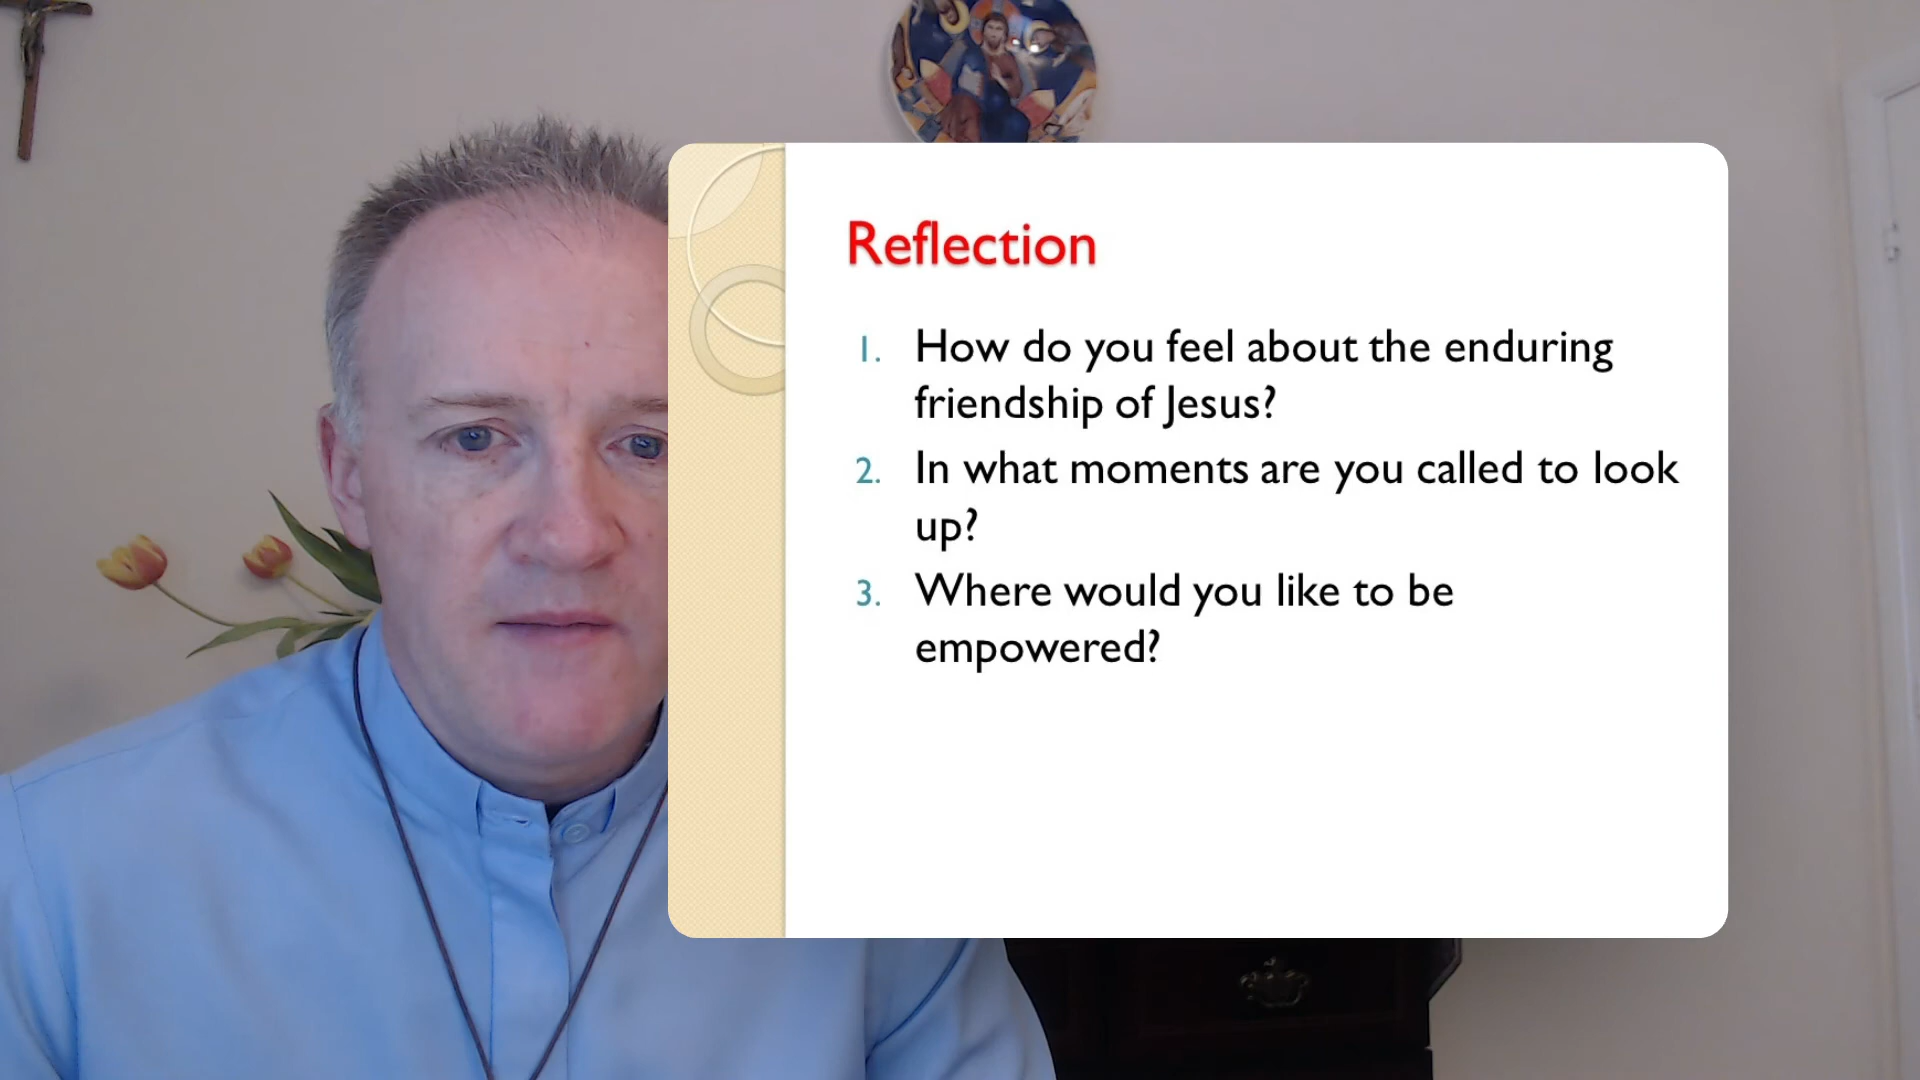 Reflection
1. How do you feel about the enduring
friendship of Jesus?
2. In what moments are you called to look
up?
3. Where would you like to be
empowered?